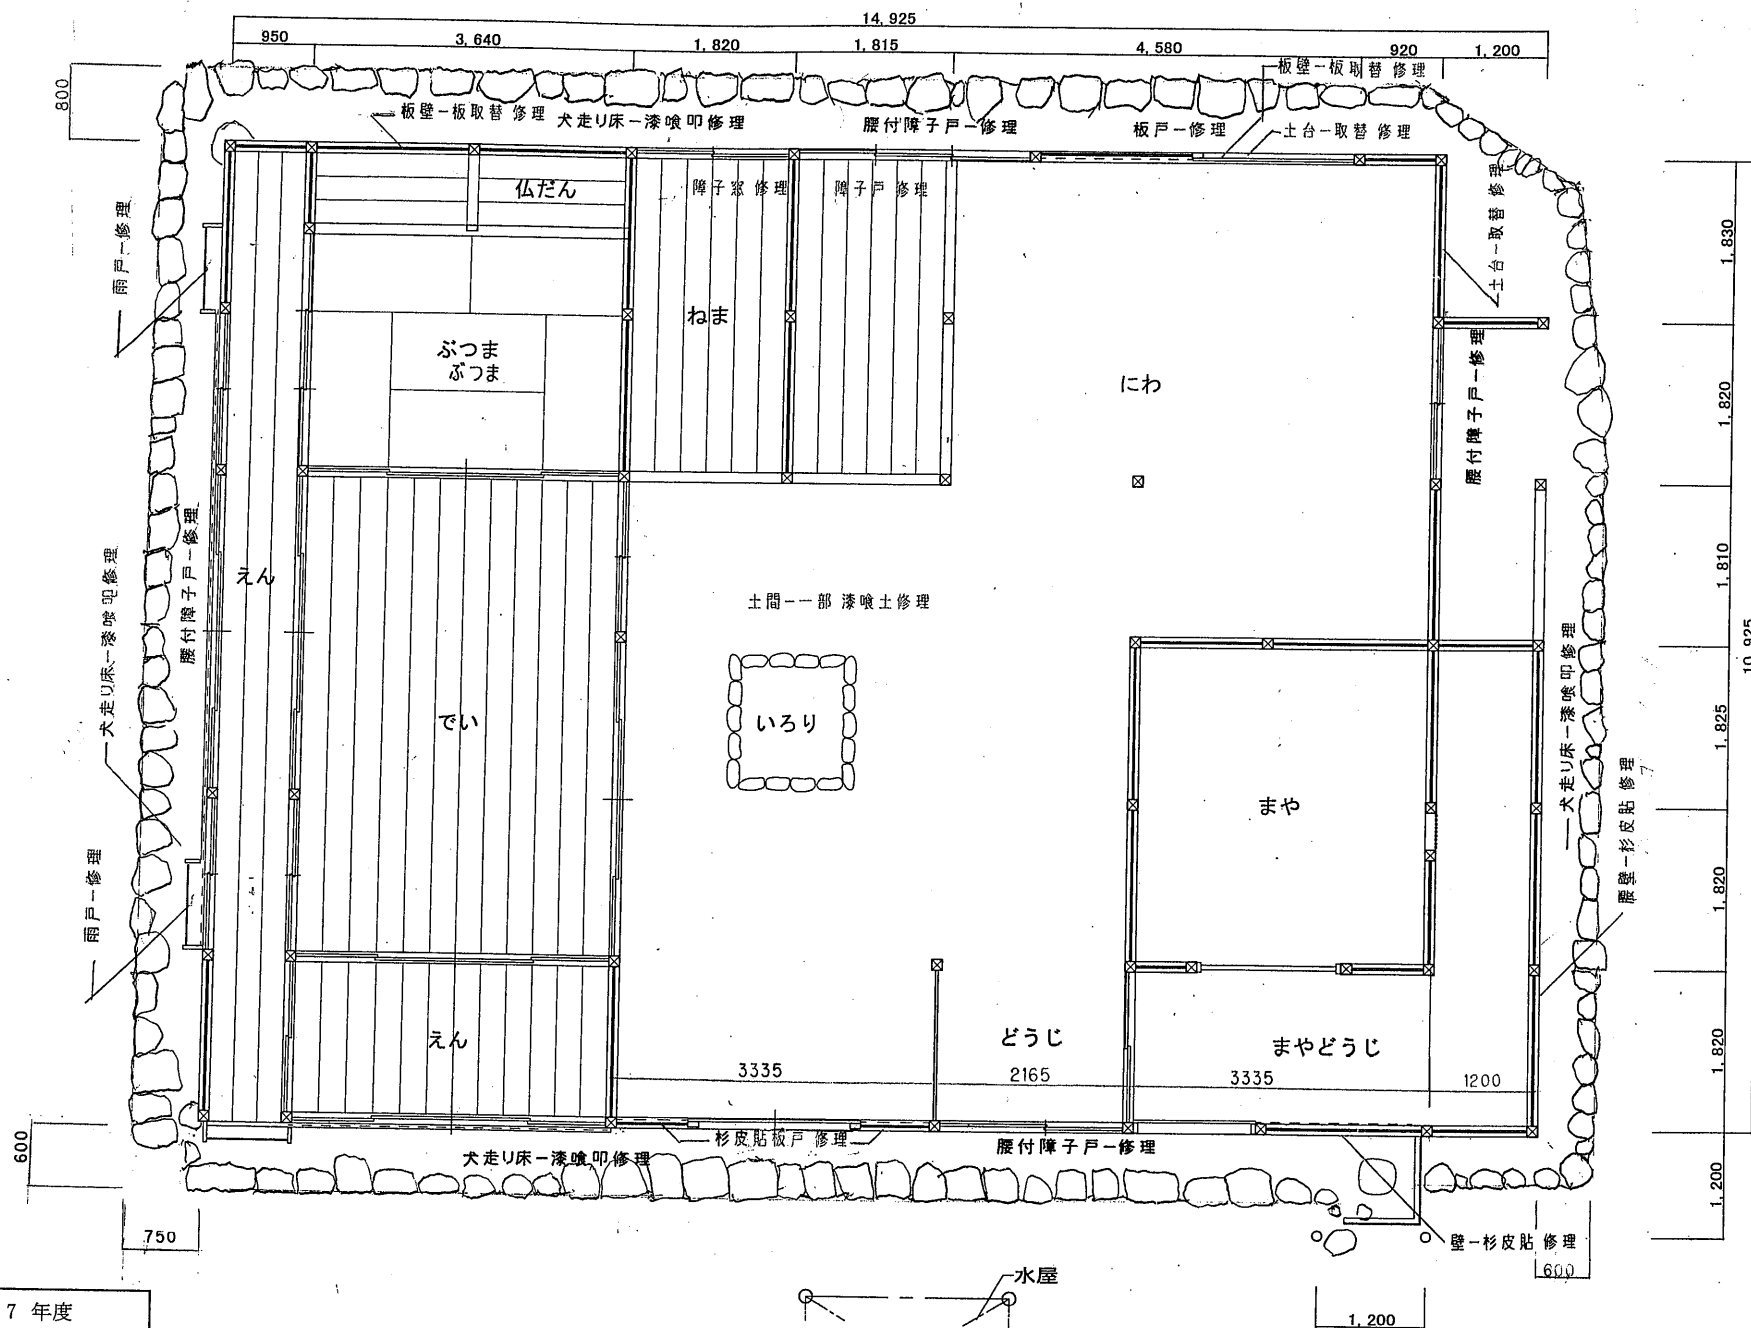 14,925
950
3,640
1,820
1,815
4,580
920
1,200
800
板壁ー板取替 修理
板壁ー板取替 修理
犬走り床ー漆喰叩修理
腰付障子戸ー修理
板戸ー修理
土台ー取替 修理
仏だん
障子窓 修理
障子戸 修理
土台ー取替 修理
雨戸ー修理
1,830
ねま
ぶつま
ぶつま
にわ
腰付障子戸ー修理
1,820
腰付障子戸ー修理
犬走り床ー漆喰叩修理
えん
土間ー一部 漆喰土修理
1,810
10,925
犬走り床ー漆喰叩修理
でい
いろり
まや
1,825
腰壁ー杉皮貼 修理
雨戸ー修理
1,820
えん
どうじ
まやどうじ
1,820
3335
2165
3335
1200
杉皮貼板戸 修理
腰付障子戸ー修理
犬走り床ー漆喰叩修理
600
1,200
750
壁ー杉皮貼 修理
600
水屋
1,200
7 年度